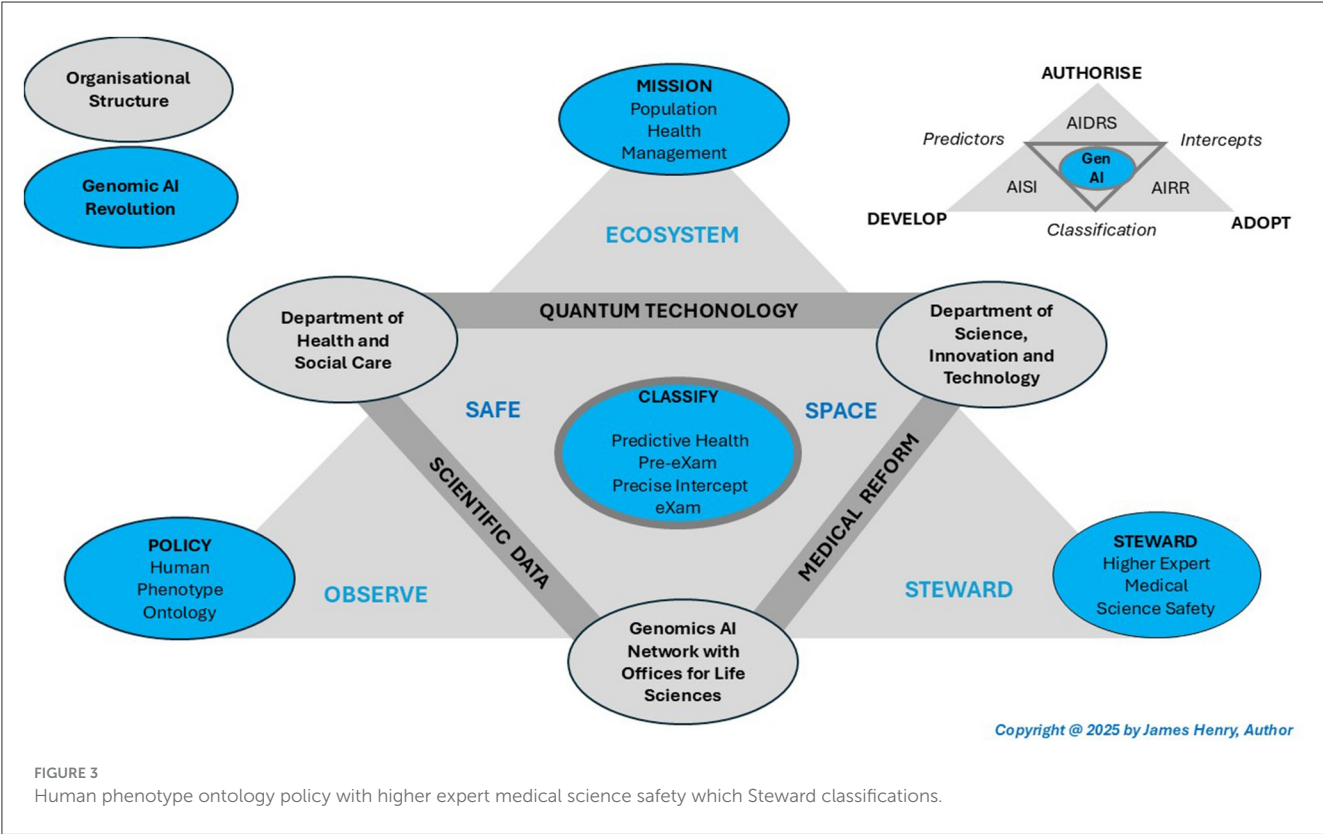 Organisational
Structure
Genomic AI
Revolution
MISSION
Population
Health
Management
AUTHORISE
AIDRS
Predictors
Intercepts
Gen
AI
AISI
AIRR
DEVELOP
ADOPT
Classification
ECOSYSTEM
QUANTUM TECHONOLOGY
Department of
Health and
Social Care
Department of
Science,
Innovation and
Technology
SAFE
SPACE
CLASSIFY
Predictive Health
Pre-eXam
Precise Intercept
eXam
SCIENTIFIC DATA
MEDICAL REFORM
POLICY
Human
Phenotype
Ontology
OBSERVE
STEWARD
STEWARD
Higher Expert
Medical
Science Safety
Genomics AI
Network with
Offices for Life
Sciences
Copyright @ 2025 by James Henry, Author
FIGURE 3
Human phenotype ontology policy with higher expert medical science safety which Steward classifications.